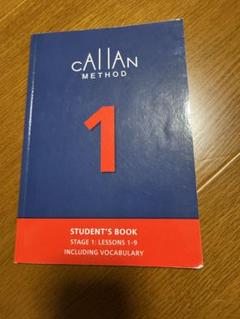 CAllAN
METHOD
1
STUDENT'S BOOK
STAGE 1: LESSONS 1-9
INCLUDING VOCABULARY